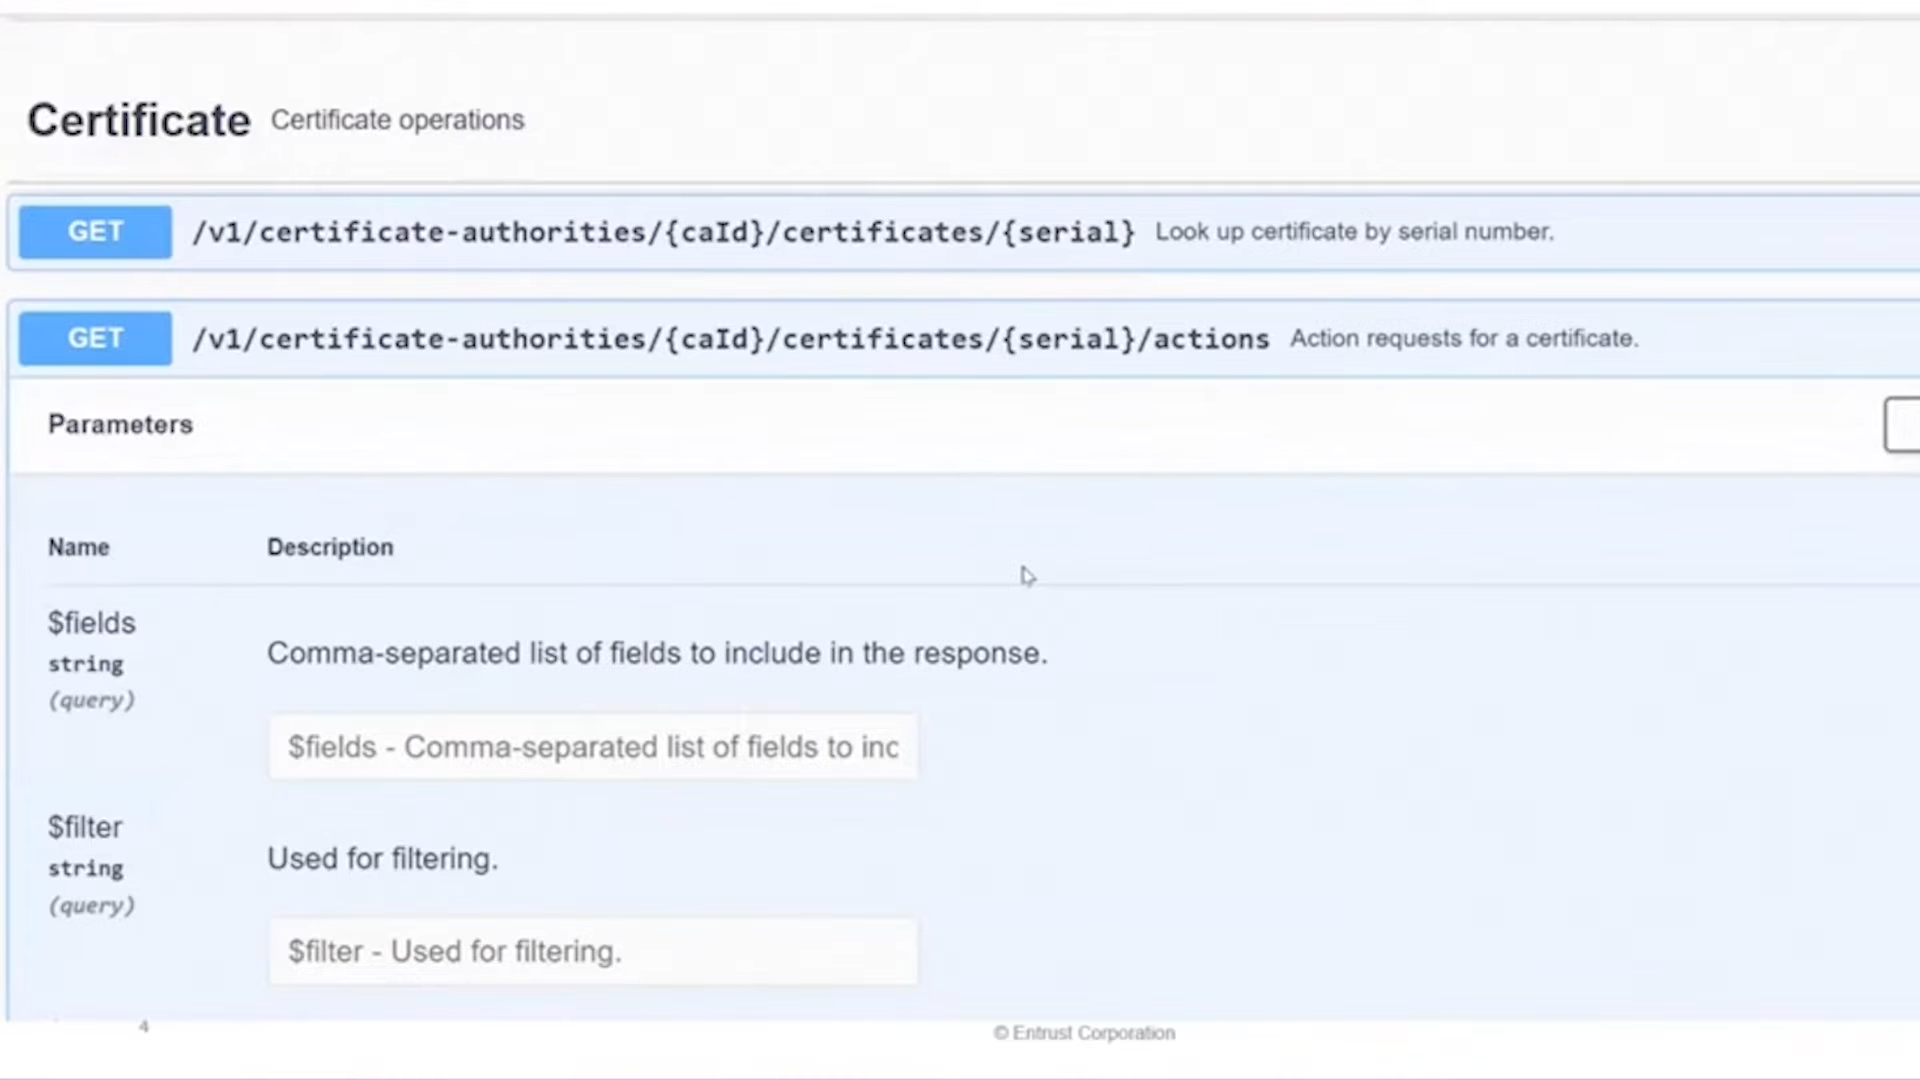 Certificate Certificate operations
GET /v1/certificate-authorities/{caId}/certificates/{serial} Look up certificate by serial number.
GET /v1/certificate-authorities/{caId}/certificates/{serial}/actions Action requests for a certificate.
Parameters
Name Description
$fields
string
(query)
Comma-separated list of fields to include in the response.
$fields - Comma-separated list of fields to inc
$filter
string
(query)
Used for filtering.
$filter - Used for filtering.
4
© Entrust Corporation